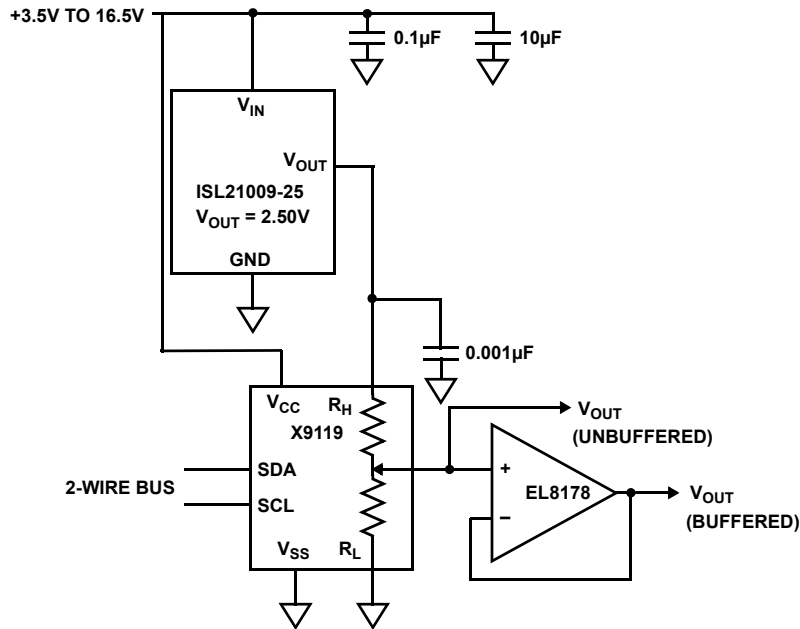 +3.5V TO 16.5V
0.1µF
10µF
VIN
VOUT
ISL21009-25
VOUT = 2.50V
GND
0.001µF
VCC
RH
X9119
VOUT
(UNBUFFERED)
2-WIRE BUS
SDA
SCL
+
EL8178
–
VOUT
(BUFFERED)
VSS
RL